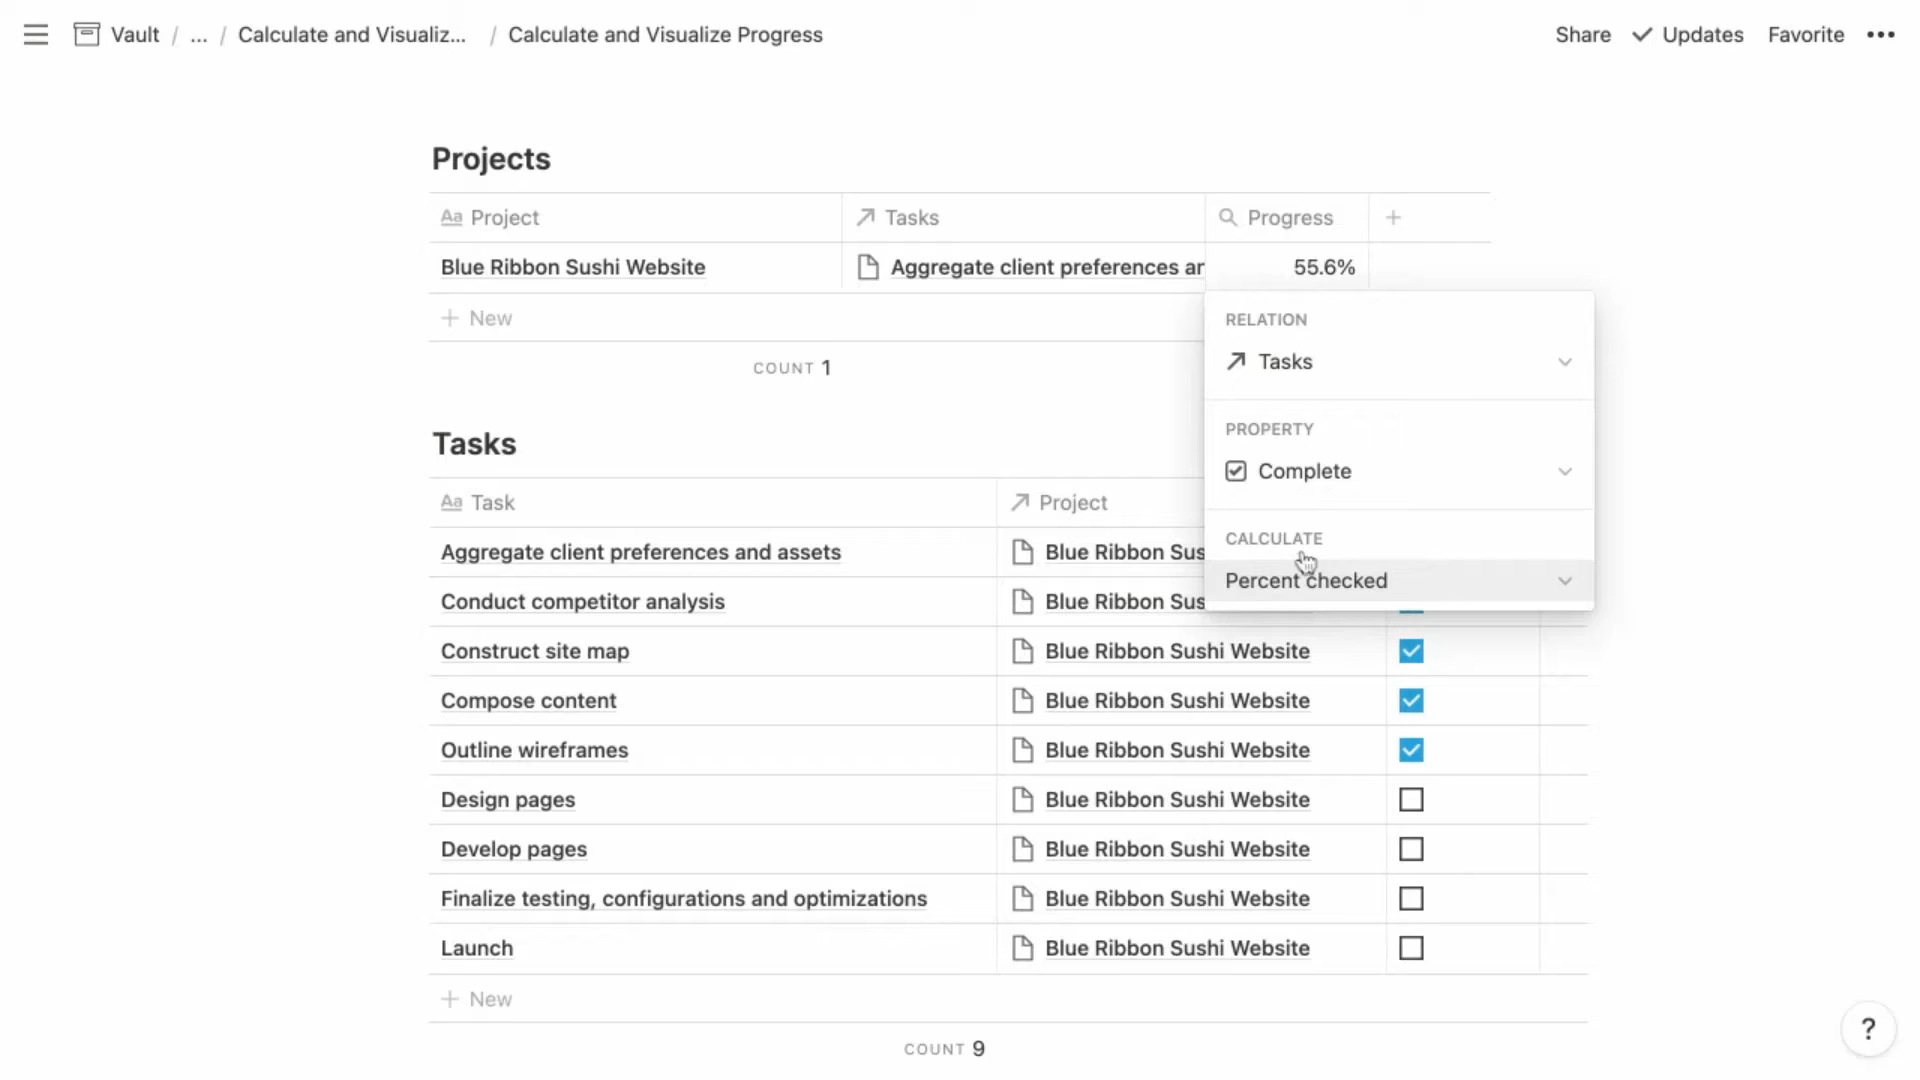 Vault / ... / Calculate and Visualiz... / Calculate and Visualize Progress Share Updates Favorite •••
Projects
Aa Project Tasks Progress +
Blue Ribbon Sushi Website Aggregate client preferences ar 55.6%
+ New
COUNT 1
RELATION
Tasks
PROPERTY
Complete
CALCULATE
Percent checked
Tasks
Aa Task Project
Aggregate client preferences and assets Blue Ribbon Sus
Conduct competitor analysis Blue Ribbon Sus
Construct site map Blue Ribbon Sushi Website
Compose content Blue Ribbon Sushi Website
Outline wireframes Blue Ribbon Sushi Website
Design pages Blue Ribbon Sushi Website
Develop pages Blue Ribbon Sushi Website
Finalize testing, configurations and optimizations Blue Ribbon Sushi Website
Launch Blue Ribbon Sushi Website
+ New
COUNT 9
?